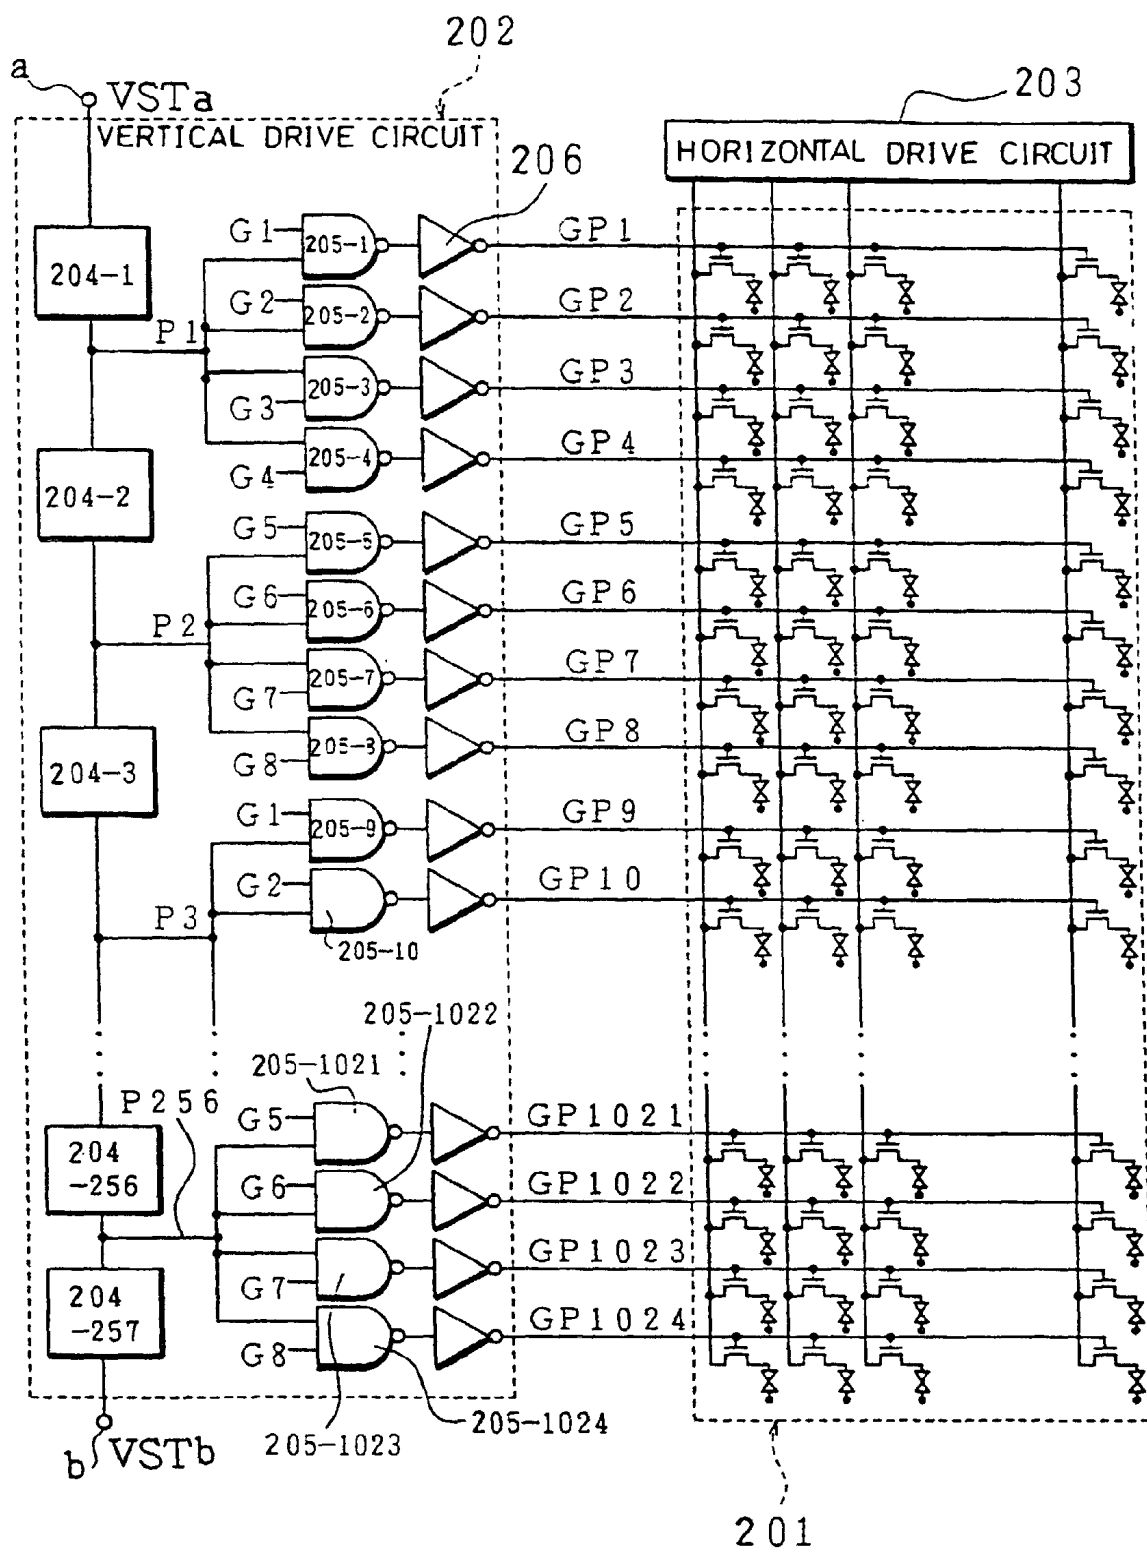 202
a
VSTa
203
VERTICAL DRIVE CIRCUIT
HORIZONTAL DRIVE CIRCUIT
206
G1
205-1
GP1
204-1
G2
205-2
GP2
P1
205-3
GP3
G3
205-4
GP4
G4
204-2
G5
205-5
GP5
G6
205-6
GP6
P2
205-7
GP7
G7
205-8
GP8
G8
204-3
G1
205-9
GP9
G2
GP10
P3
205-10
205-1022
205-1021
P256
G5
GP1021
204
-256
G6
GP1022
GP1023
G7
204
-257
GP1024
G8
205-1024
205-1023
b
VSTb
201